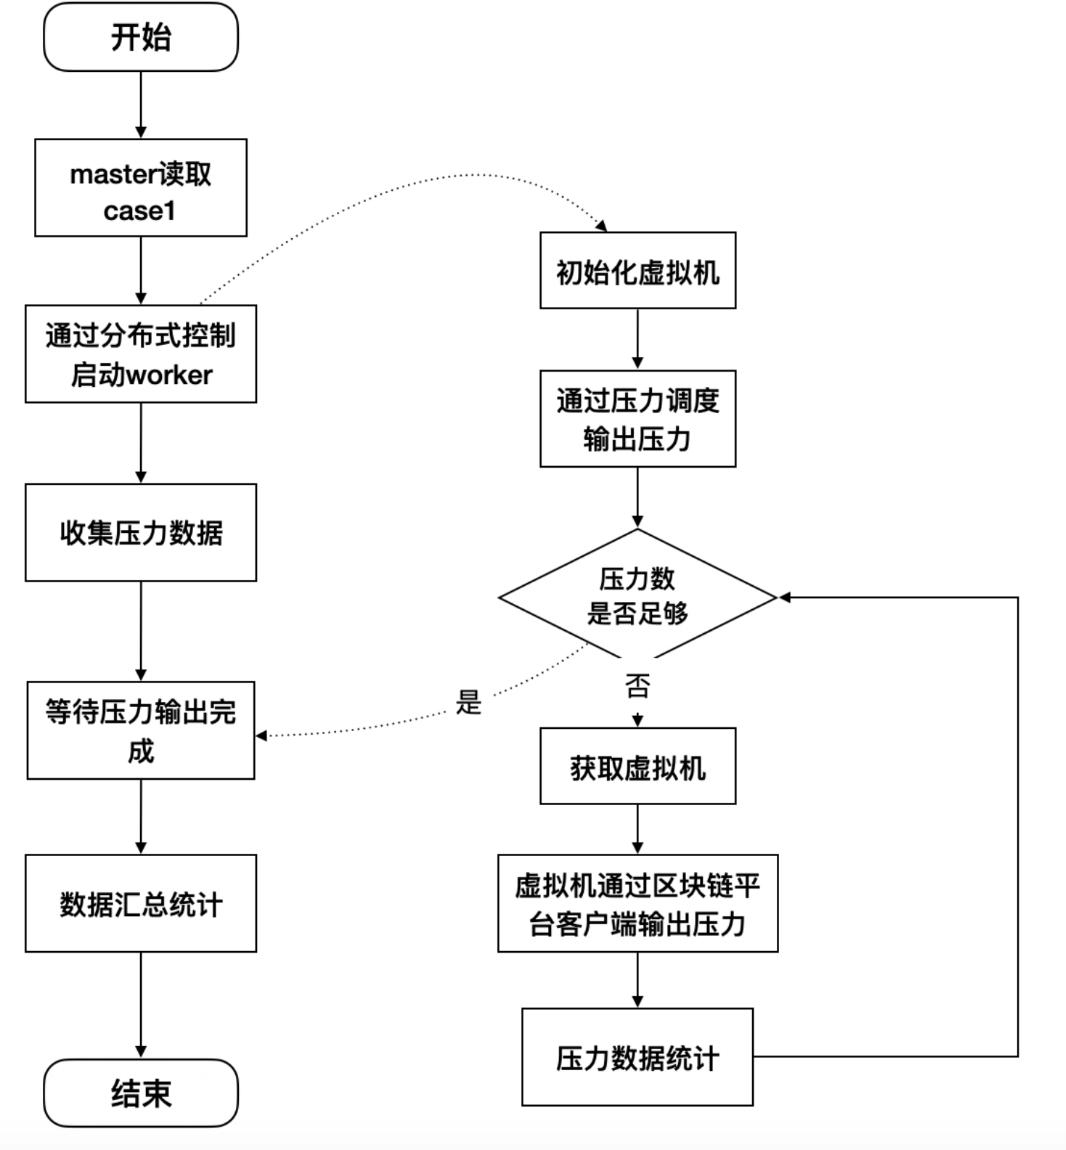 开始
master读取
case1
通过分布式控制
启动worker
收集压力数据
等待压力输出完
成
数据汇总统计
结束
初始化虚拟机
通过压力调度
输出压力
压力数
是否足够
是
否
获取虚拟机
虚拟机通过区块链平
台客户端输出压力
压力数据统计